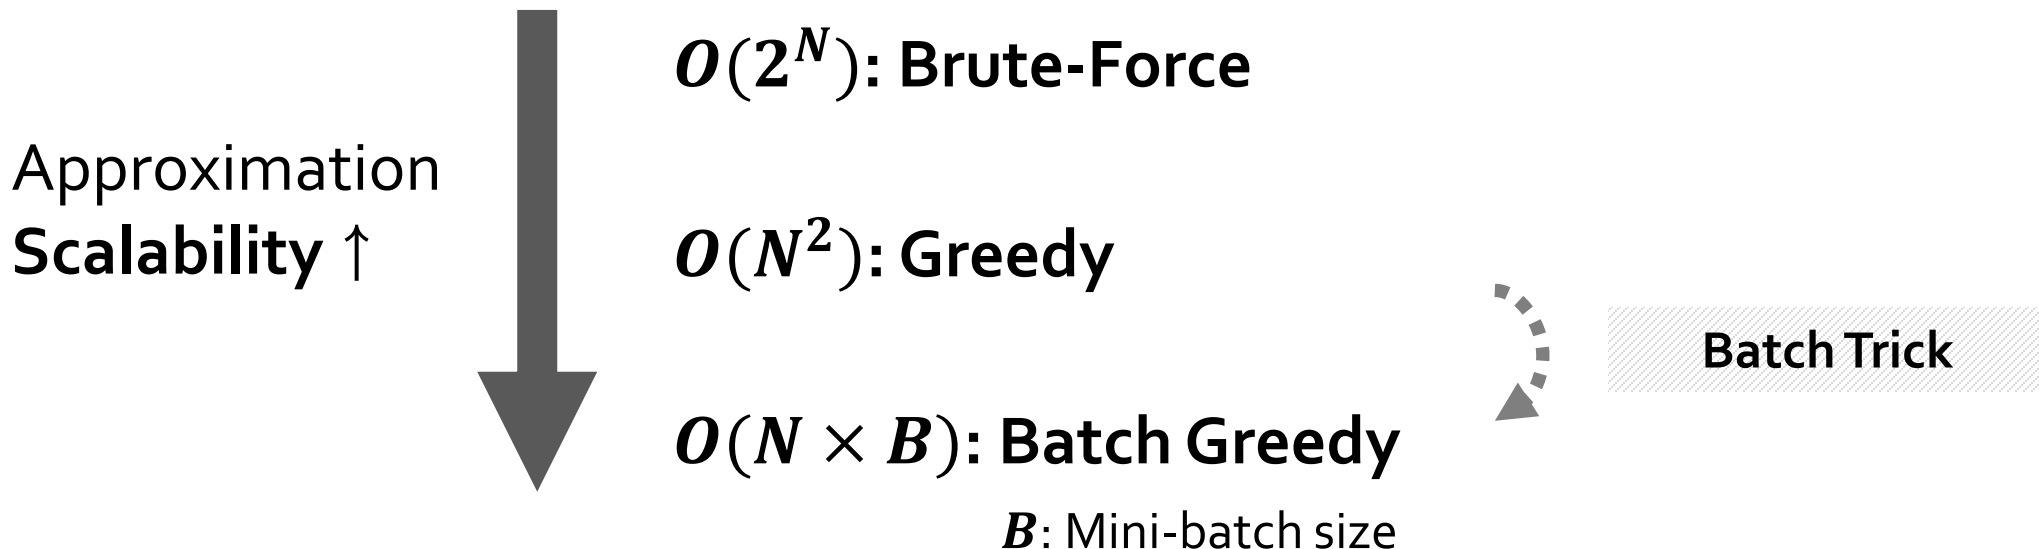 O(2^N): Brute-Force
Approximation
Scalability ↑
O(N^2): Greedy
Batch Trick
O(N × B): Batch Greedy
B: Mini-batch size